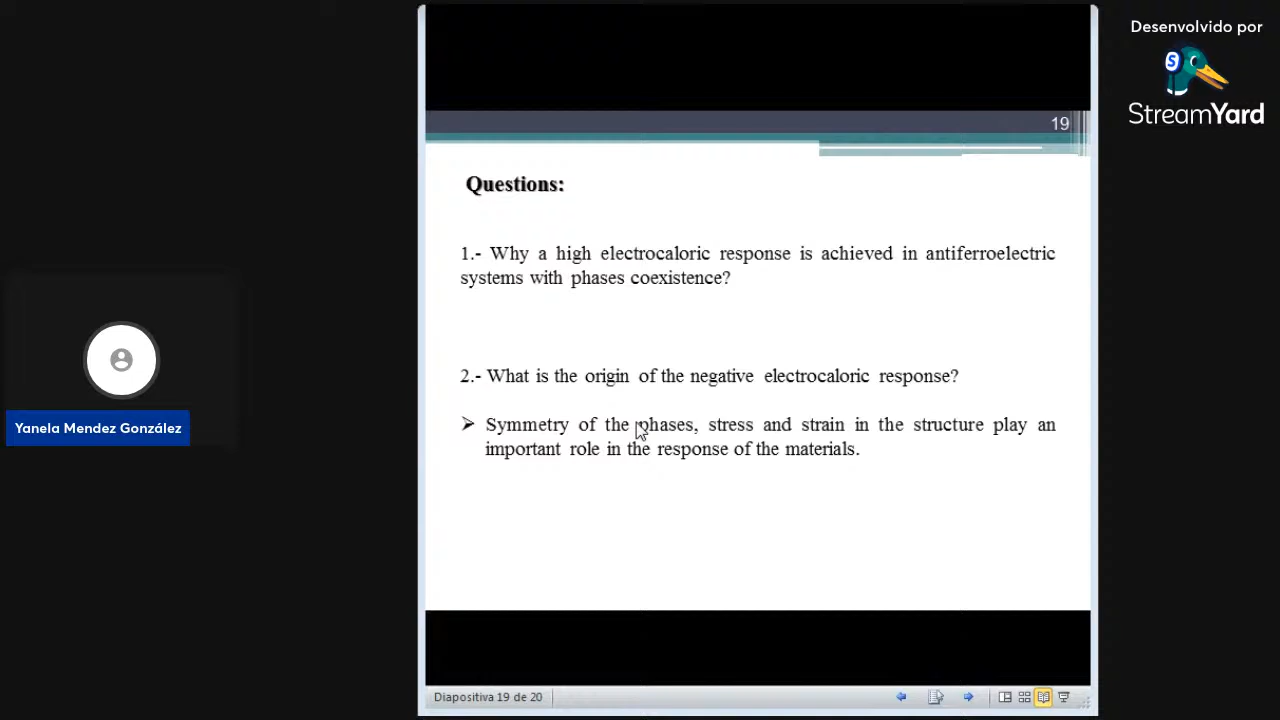 Desenvolvido por
StreamYard
19
Questions:
1.- Why a high electrocaloric response is achieved in antiferroelectric
systems with phases coexistence?
2.- What is the origin of the negative electrocaloric response?
➢ Symmetry of the phases, stress and strain in the structure play an
important role in the response of the materials.
Yanela Mendez González
Diapositiva 19 de 20